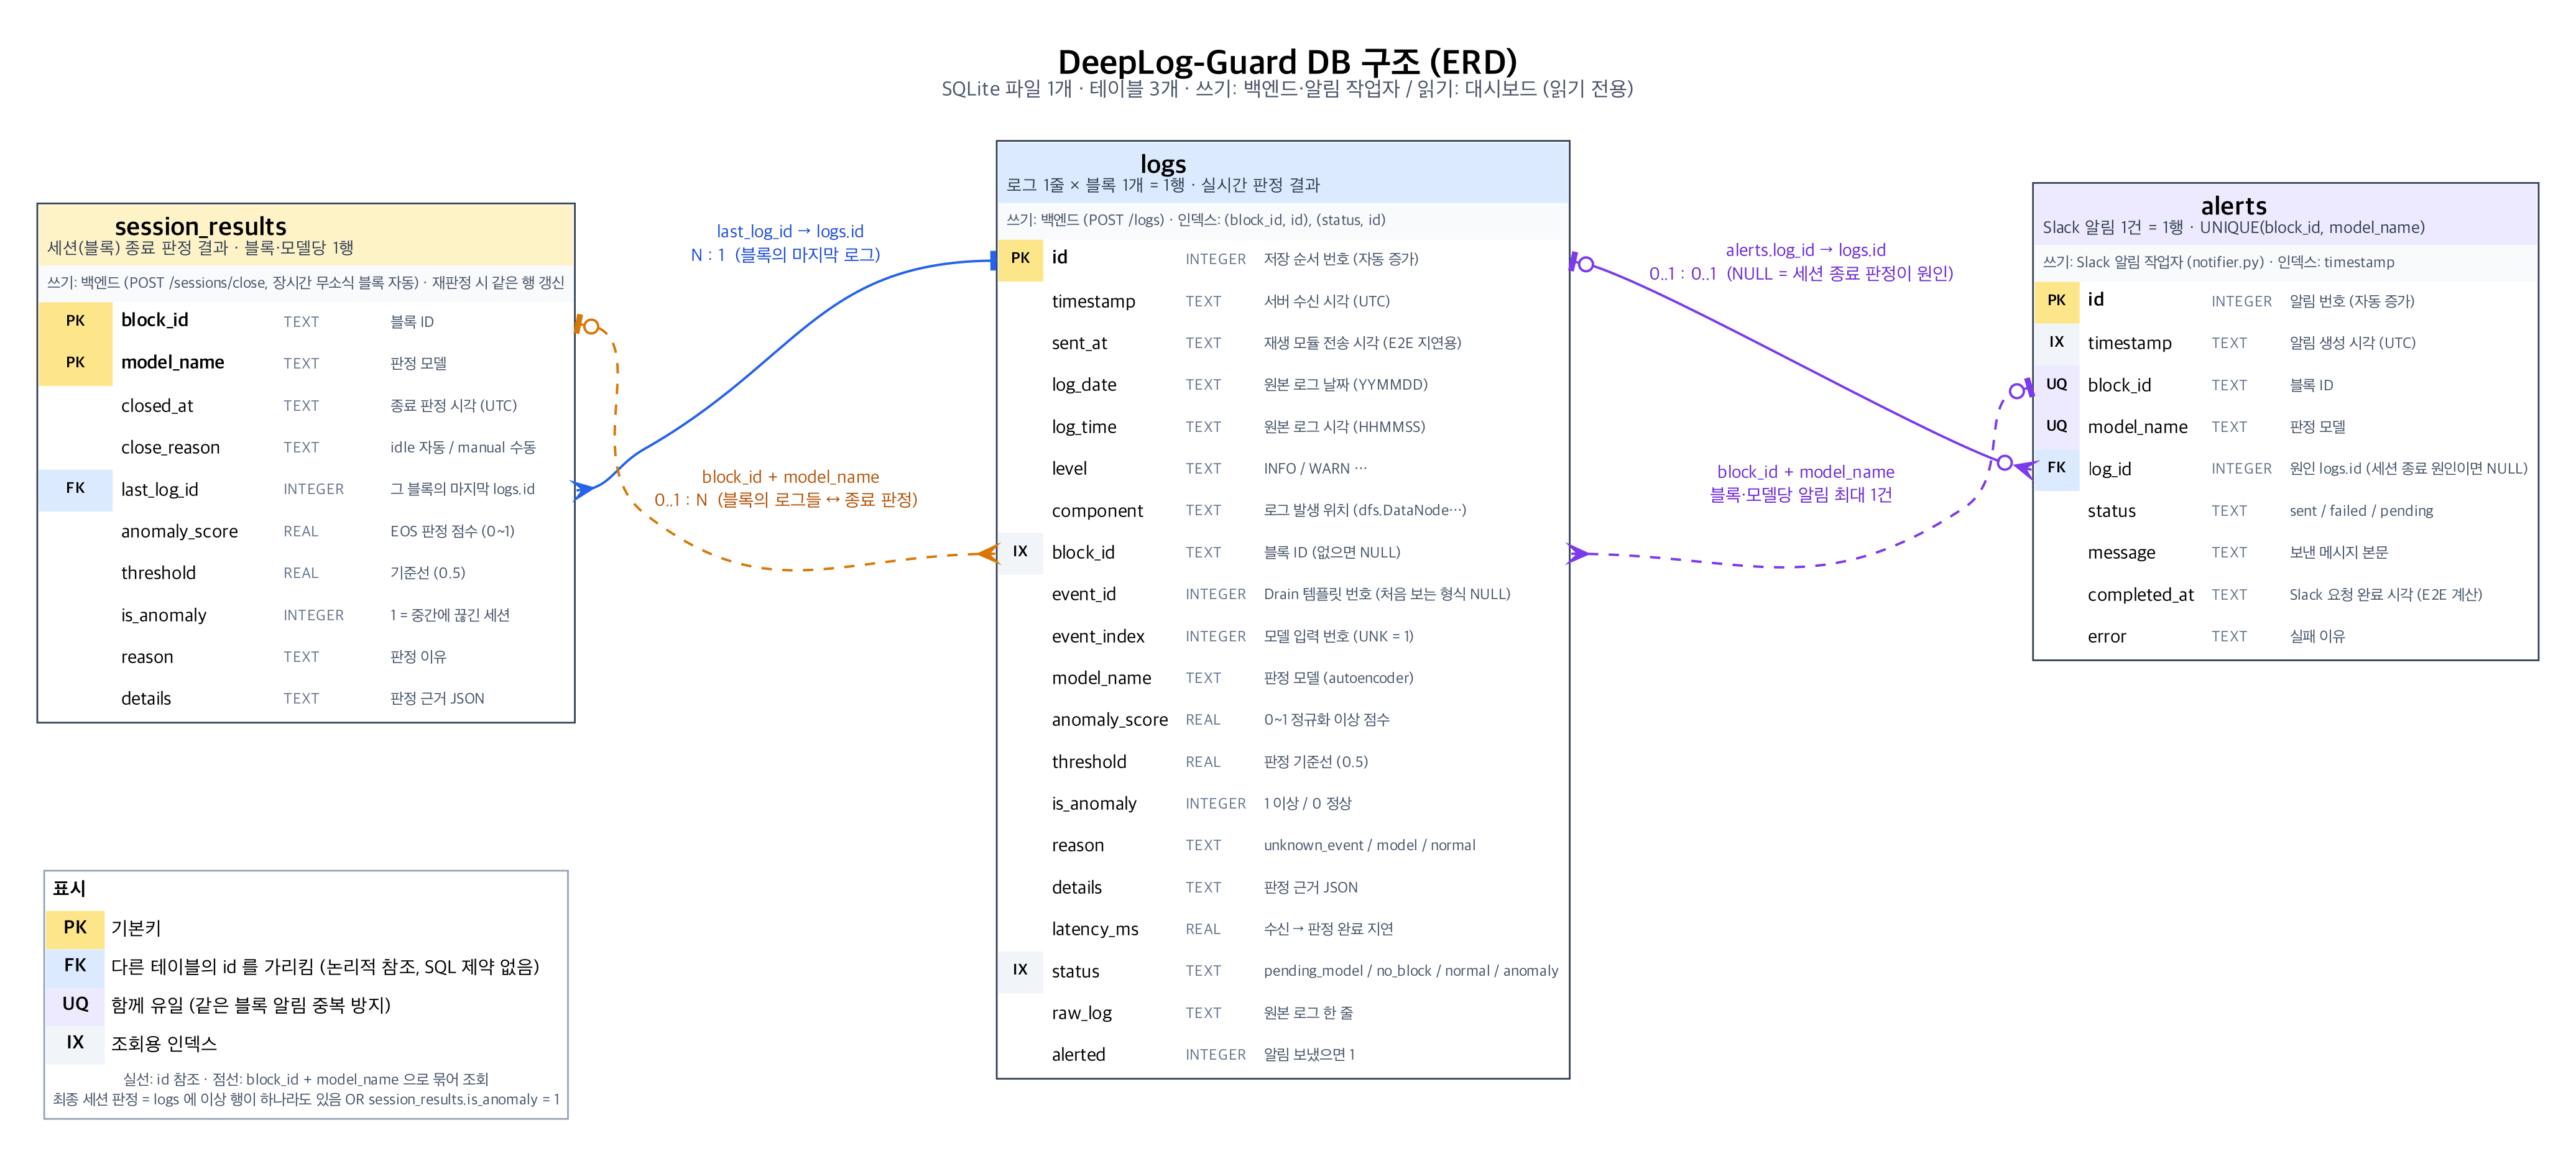 DeepLog-Guard DB 구조 (ERD)
SQLite 파일 1개 · 테이블 3개 · 쓰기: 백엔드·알림 작업자 / 읽기: 대시보드 (읽기 전용)
session_results
세션(블록) 종료 판정 결과 · 블록·모델당 1행
쓰기: 백엔드 (POST /sessions/close, 장시간 무소식 블록 자동) · 재판정 시 같은 행 갱신
PK block_id TEXT 블록 ID
PK model_name TEXT 판정 모델
closed_at TEXT 종료 판정 시각 (UTC)
close_reason TEXT idle 자동 / manual 수동
FK last_log_id INTEGER 그 블록의 마지막 logs.id
anomaly_score REAL EOS 판정 점수 (0~1)
threshold REAL 기준선 (0.5)
is_anomaly INTEGER 1 = 중간에 끊긴 세션
reason TEXT 판정 이유
details TEXT 판정 근거 JSON
last_log_id → logs.id
N : 1 (블록의 마지막 로그)
block_id + model_name
0..1 : N (블록의 로그들 ↔ 종료 판정)
logs
로그 1줄 × 블록 1개 = 1행 · 실시간 판정 결과
쓰기: 백엔드 (POST /logs) · 인덱스: (block_id, id), (status, id)
PK id INTEGER 저장 순서 번호 (자동 증가)
timestamp TEXT 서버 수신 시각 (UTC)
sent_at TEXT 재생 모듈 전송 시각 (E2E 지연용)
log_date TEXT 원본 로그 날짜 (YYMMDD)
log_time TEXT 원본 로그 시각 (HHMMSS)
level TEXT INFO / WARN ⋯
component TEXT 로그 발생 위치 (dfs.DataNode⋯)
IX block_id TEXT 블록 ID (없으면 NULL)
event_id INTEGER Drain 템플릿 번호 (처음 보는 형식 NULL)
event_index INTEGER 모델 입력 번호 (UNK = 1)
model_name TEXT 판정 모델 (autoencoder)
anomaly_score REAL 0~1 정규화 이상 점수
threshold REAL 판정 기준선 (0.5)
is_anomaly INTEGER 1 이상 / 0 정상
reason TEXT unknown_event / model / normal
details TEXT 판정 근거 JSON
latency_ms REAL 수신 → 판정 완료 지연
IX status TEXT pending_model / no_block / normal / anomaly
raw_log TEXT 원본 로그 한 줄
alerted INTEGER 알림 보냈으면 1
alerts.log_id → logs.id
0..1 : 0..1 (NULL = 세션 종료 판정이 원인)
block_id + model_name
블록·모델당 알림 최대 1건
alerts
Slack 알림 1건 = 1행 · UNIQUE(block_id, model_name)
쓰기: Slack 알림 작업자 (notifier.py) · 인덱스: timestamp
PK id INTEGER 알림 번호 (자동 증가)
IX timestamp TEXT 알림 생성 시각 (UTC)
UQ block_id TEXT 블록 ID
UQ model_name TEXT 판정 모델
FK log_id INTEGER 원인 logs.id (세션 종료 원인이면 NULL)
status TEXT sent / failed / pending
message TEXT 보낸 메시지 본문
completed_at TEXT Slack 요청 완료 시각 (E2E 계산)
error TEXT 실패 이유
표시
PK 기본키
FK 다른 테이블의 id 를 가리킴 (논리적 참조, SQL 제약 없음)
UQ 함께 유일 (같은 블록 알림 중복 방지)
IX 조회용 인덱스
실선: id 참조 · 점선: block_id + model_name 으로 묶어 조회
최종 세션 판정 = logs 에 이상 행이 하나라도 있음 OR session_results.is_anomaly = 1